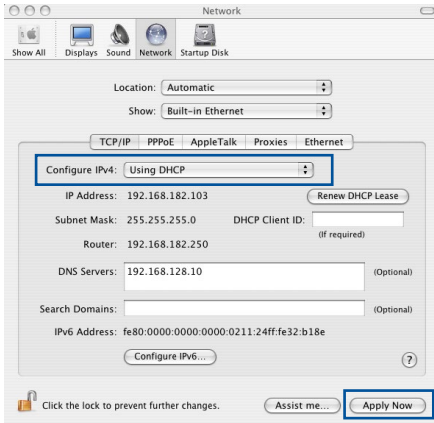 Network
Show All Displays Sound Network Startup Disk
Location: Automatic
Show: Built-in Ethernet
TCP/IP PPPoE AppleTalk Proxies Ethernet
Configure IPv4: Using DHCP
IP Address: 192.168.182.103 Renew DHCP Lease
Subnet Mask: 255.255.255.0 DHCP Client ID:
(If required)
Router: 192.168.182.250
DNS Servers: 192.168.128.10 (Optional)
Search Domains: (Optional)
IPv6 Address: fe80:0000:0000:0000:0211:24ff:fe32:b18e
Configure IPv6... ?
Click the lock to prevent further changes. Assist me... Apply Now